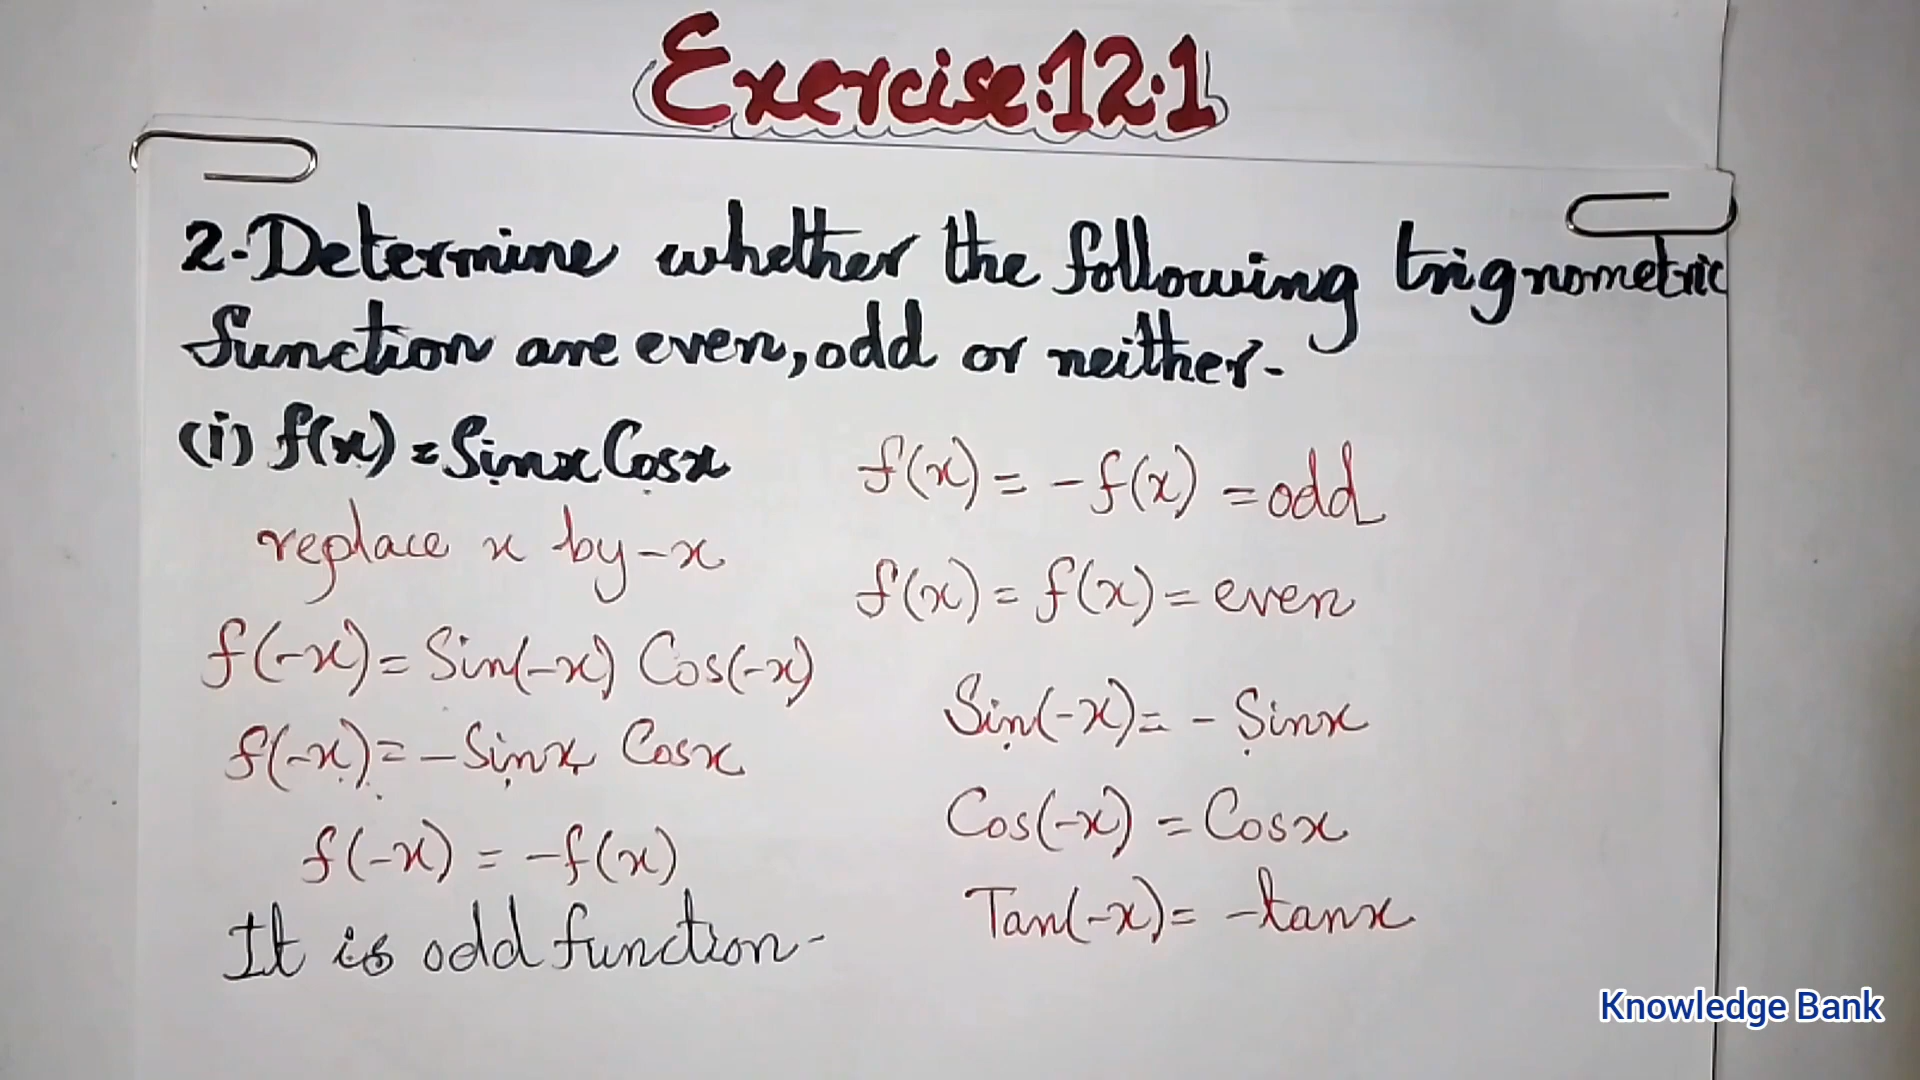 Exercise:12.1
2.Determine whether the following trignometric
function are even, odd or neither-
(i) f(x) = Sinx Cosx
replace x by -x
f(-x) = Sin(-x) Cos(-x)
f(-x) = -Sinx Cosx
f(-x) = -f(x)
It is odd function-
f(x) = -f(x) = odd
f(x) = f(x) = even
Sin(-x) = - Sinx
Cos(-x) = Cosx
Tan(-x) = -tanx
Knowledge Bank